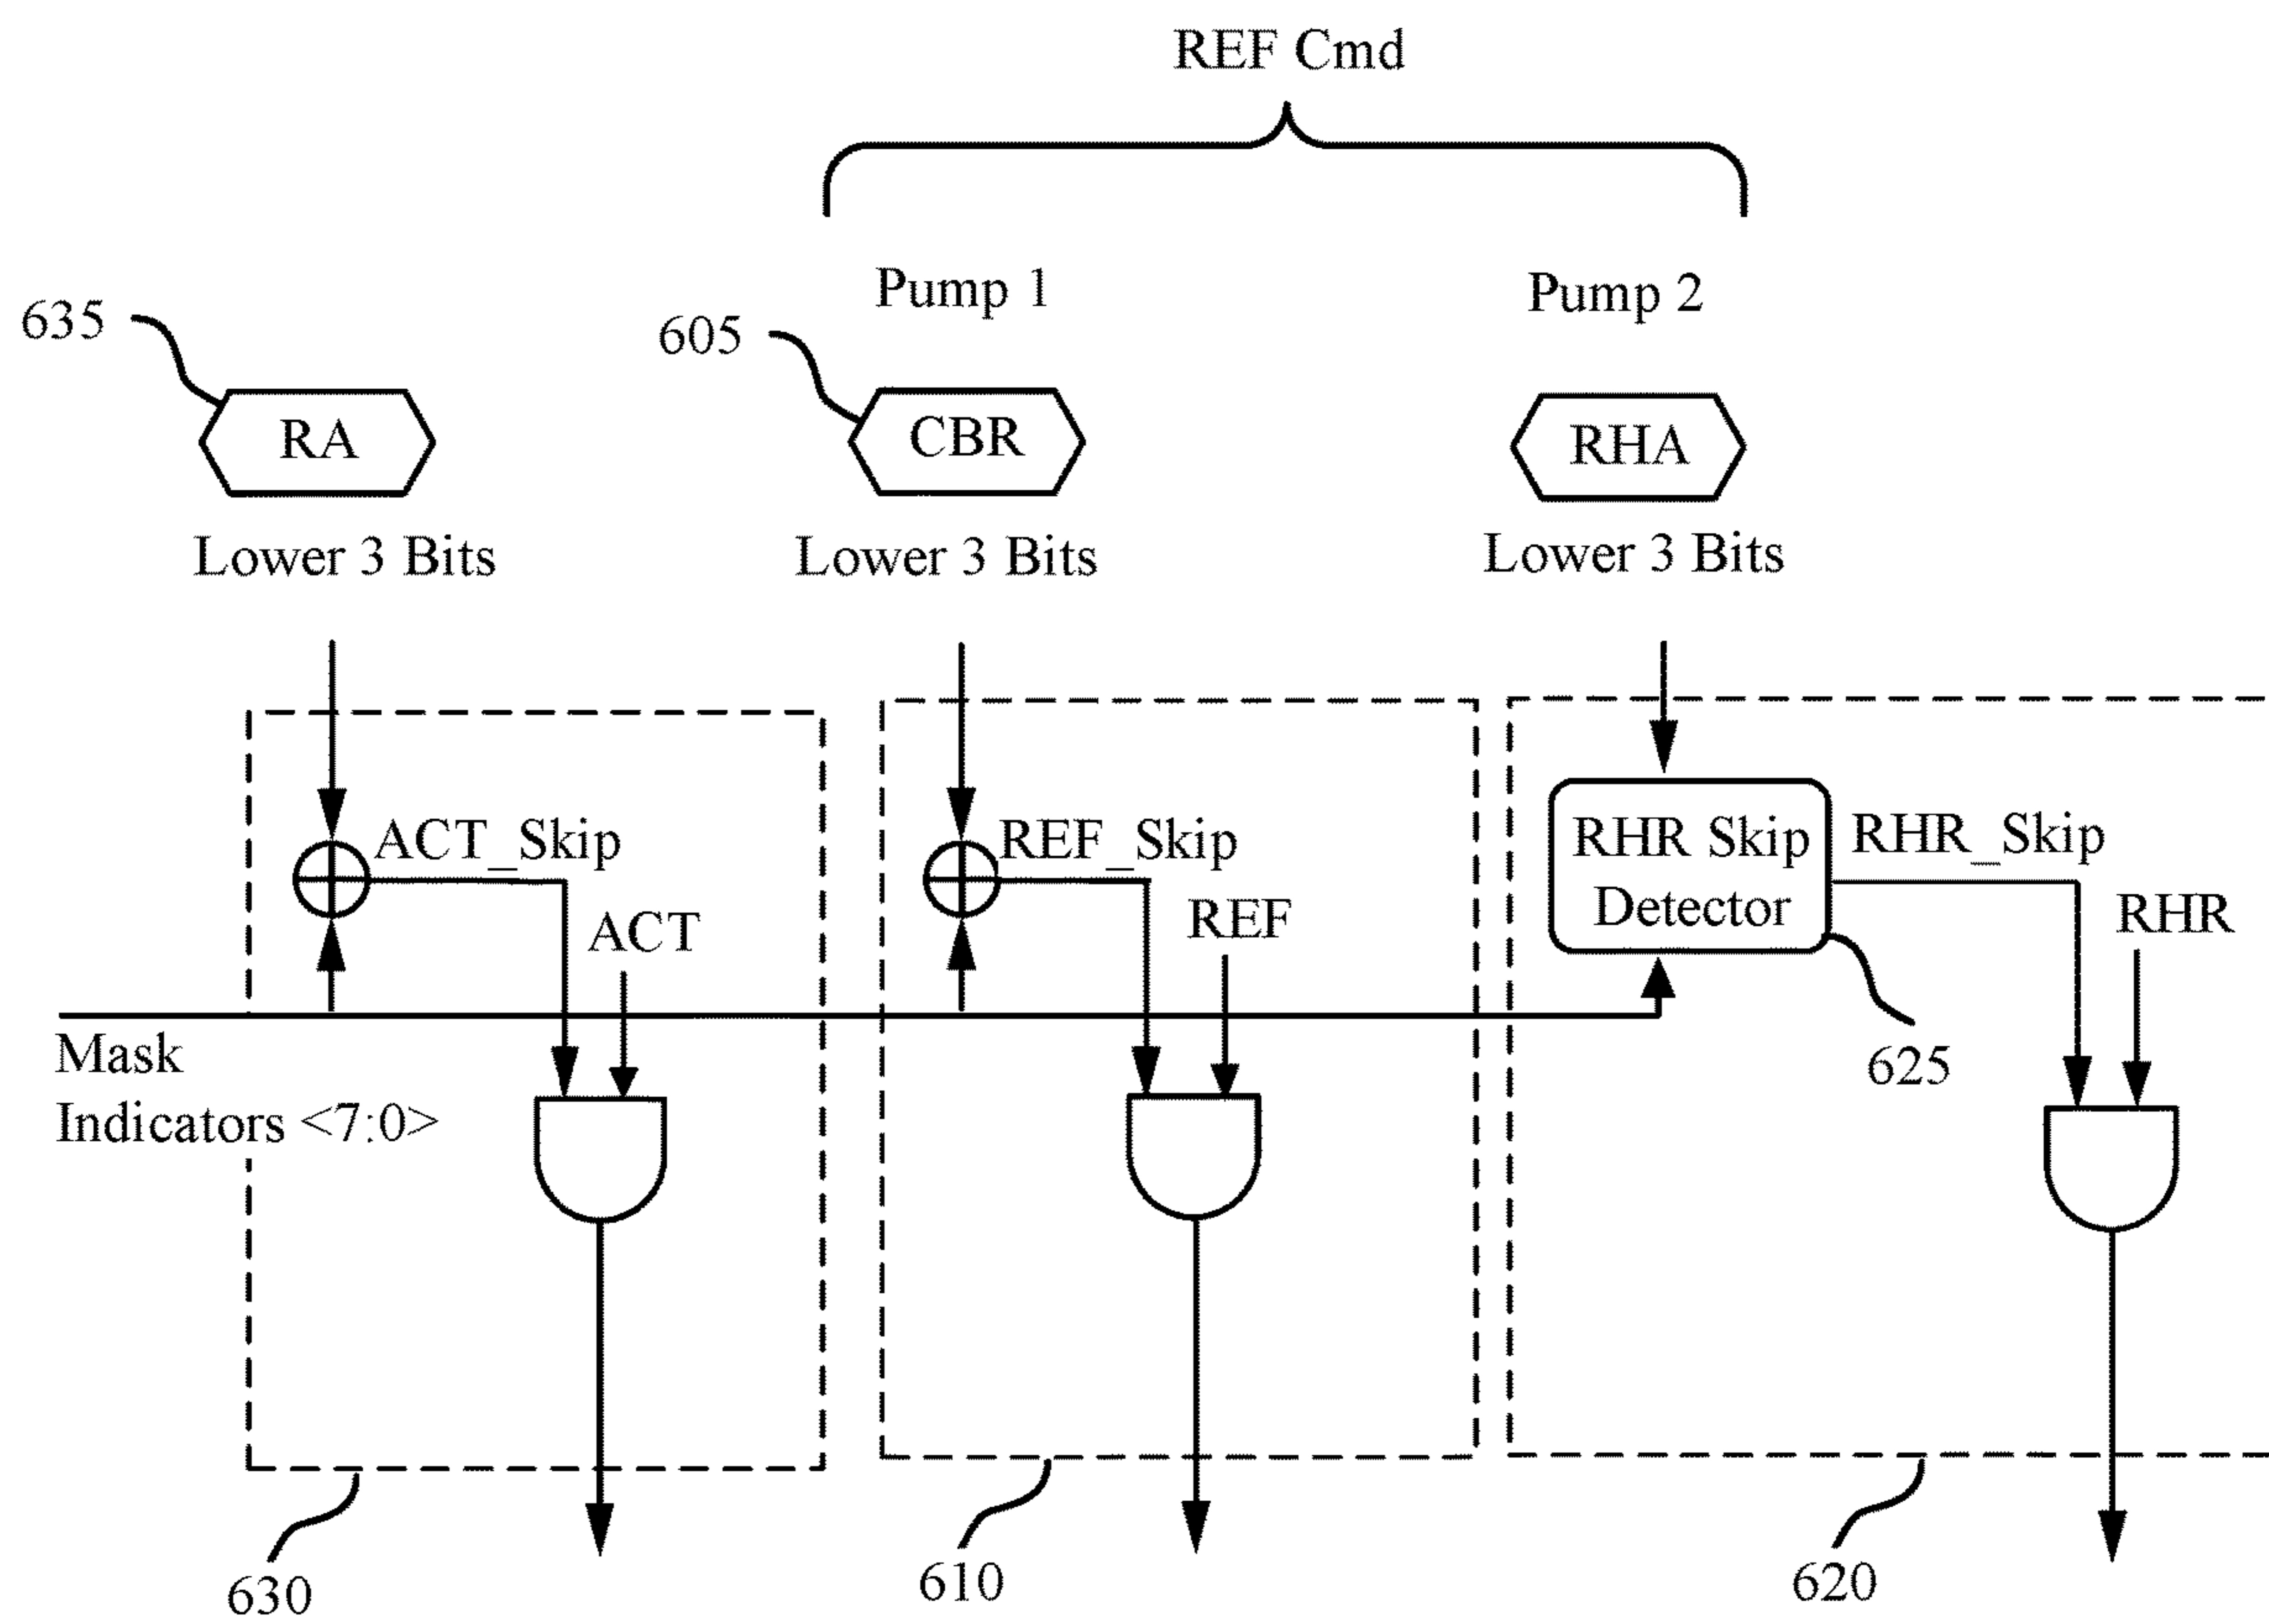 REF Cmd
Pump 1
Pump 2
635
605
RA
CBR
RHA
Lower 3 Bits
Lower 3 Bits
Lower 3 Bits
ACT_Skip
REF_Skip
RHR Skip
Detector
RHR_Skip
ACT
REF
RHR
Mask
Indicators <7:0>
625
630
610
620